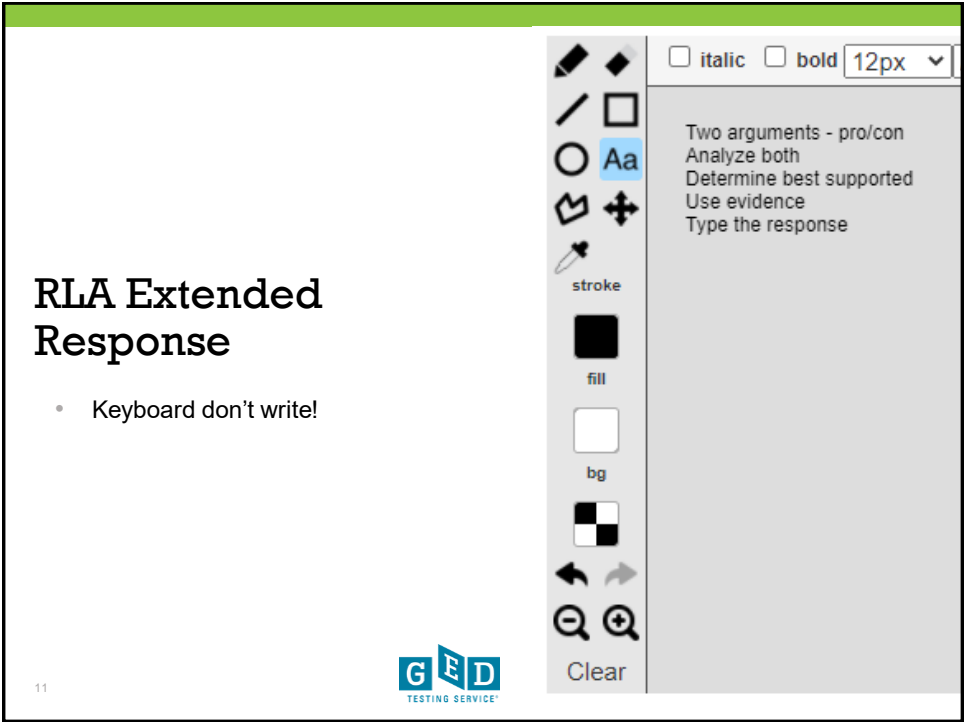 RLA Extended
Response
• Keyboard don’t write!
11
GED
TESTING SERVICE®
italic bold 12px
Aa
stroke
fill
bg
Clear
Two arguments - pro/con
Analyze both
Determine best supported
Use evidence
Type the response